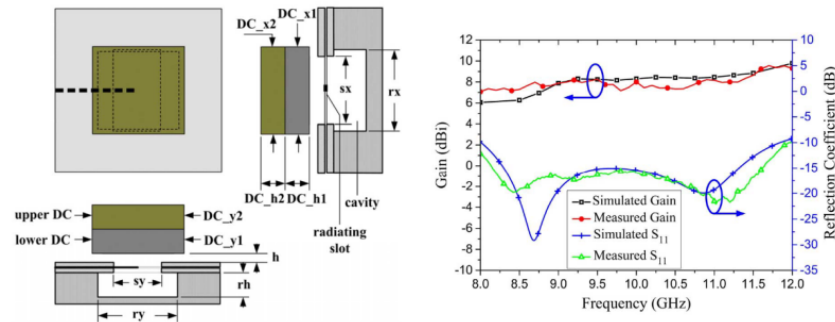 DC_x2
DC_x1
sx
rx
DC_h2
DC_h1
cavity
radiating
slot
upper DC
DC_y2
lower DC
DC_y1
h
sy
rh
ry
Gain (dBi)
12
10
8
6
4
2
0
-2
-4
-6
-8
-10
-12
8.0
8.5
9.0
9.5
10.0
10.5
11.0
11.5
12.0
Frequency (GHz)
Simulated Gain
Measured Gain
Simulated S11
Measured S11
10
5
0
-5
-10
-15
-20
-25
-30
-35
Reflection Coefficient (dB)